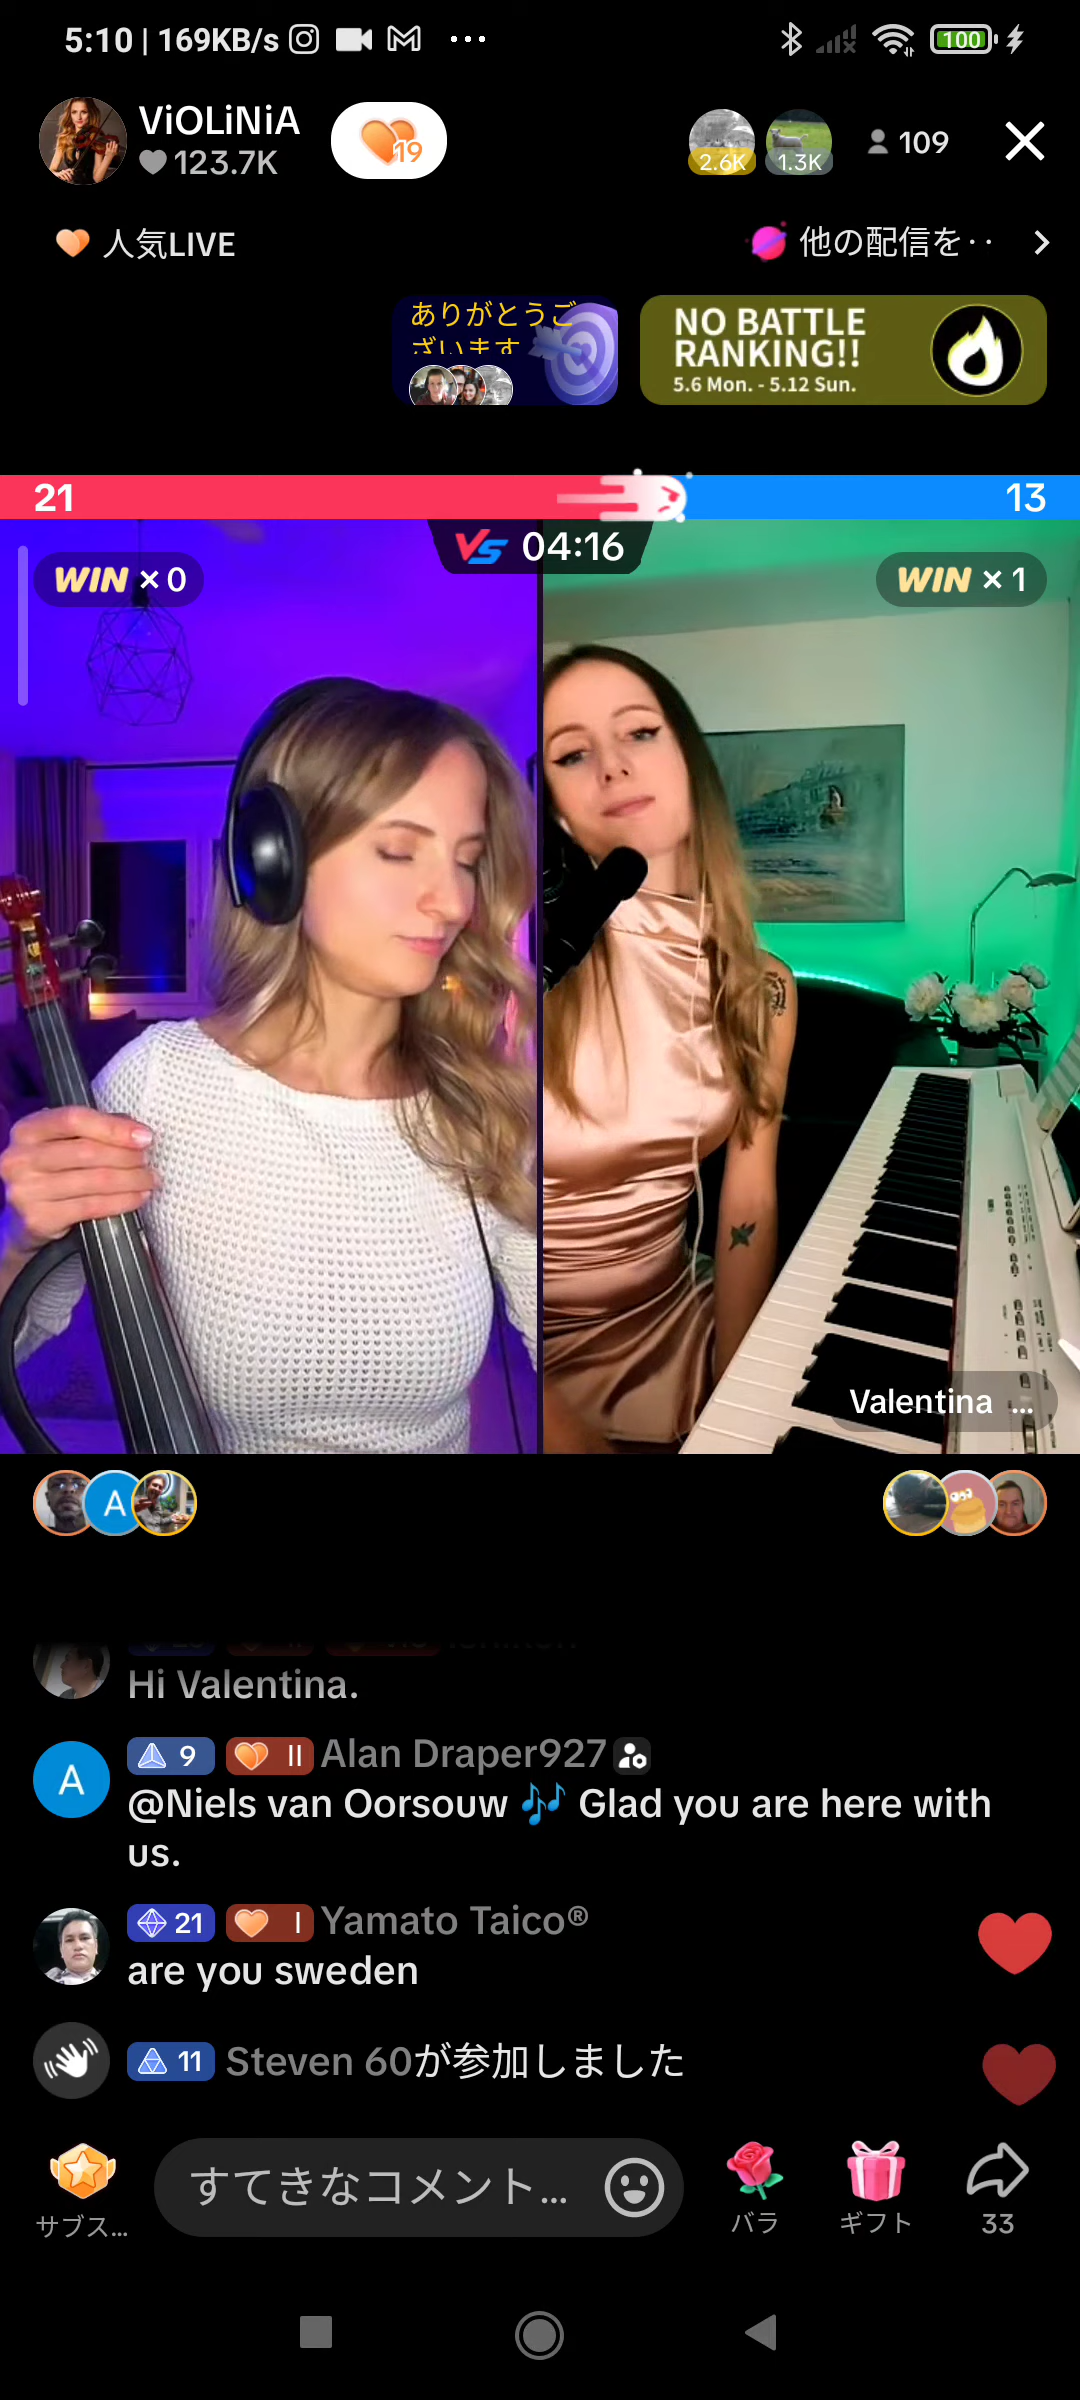 5:10 | 169KB/s
100
ViOLiNiA
123.7K
19
2.6K
1.3K
109
人気LIVE
他の配信を‥
ありがとうご
ざいます
NO BATTLE
RANKING!!
5.6 Mon. - 5.12 Sun.
21
13
VS 04:16
WIN × 0
WIN × 1
Valentina ...
A
Hi Valentina.
A
9 II Alan Draper927
@Niels van Oorsouw 🎶 Glad you are here with
us.
21 I Yamato Taico®
are you sweden
11 Steven 60が参加しました
すてきなコメント...
サブス...
バラ
ギフト
33